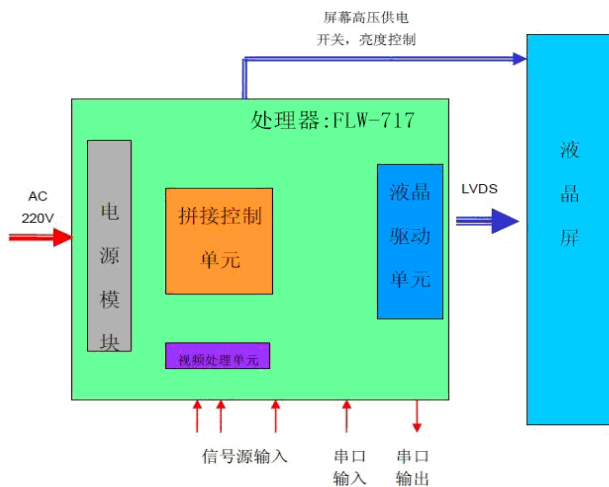 屏幕高压供电
开关，亮度控制
处理器:FLW-717
AC
220V
电源模块
拼接控制
单元
液晶驱动单元
LVDS
液晶屏
视频处理单元
信号源输入
串口
输入
串口
输出